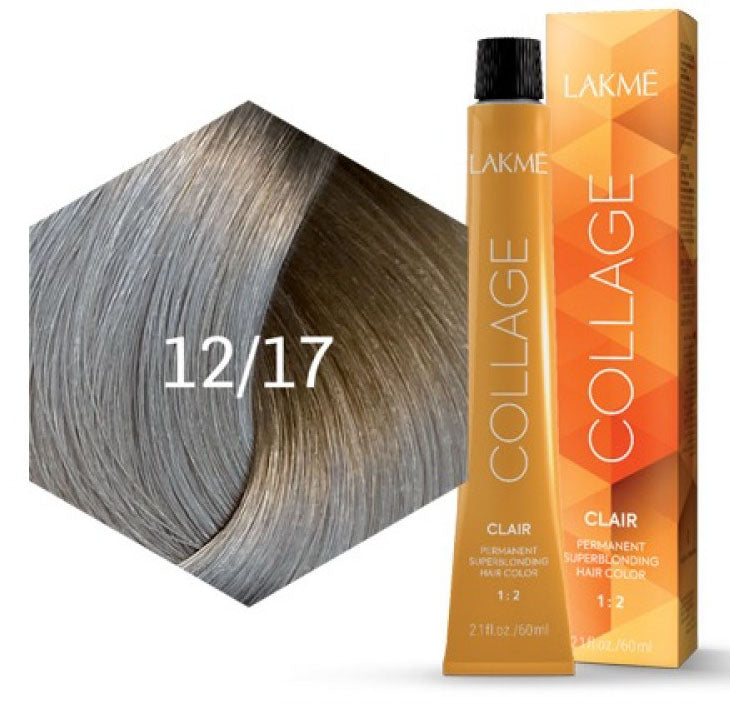 12/17
LAKMĒ
COLLAGE
CLAIR
PERMANENT
SUPERBLONDING
HAIR COLOR
1:2
2.1fl.oz./60ml
LAKMĒ
COLLAGE
CLAIR
PERMANENT
SUPERBLONDING
HAIR COLOR
1:2
2.1fl.oz./60ml